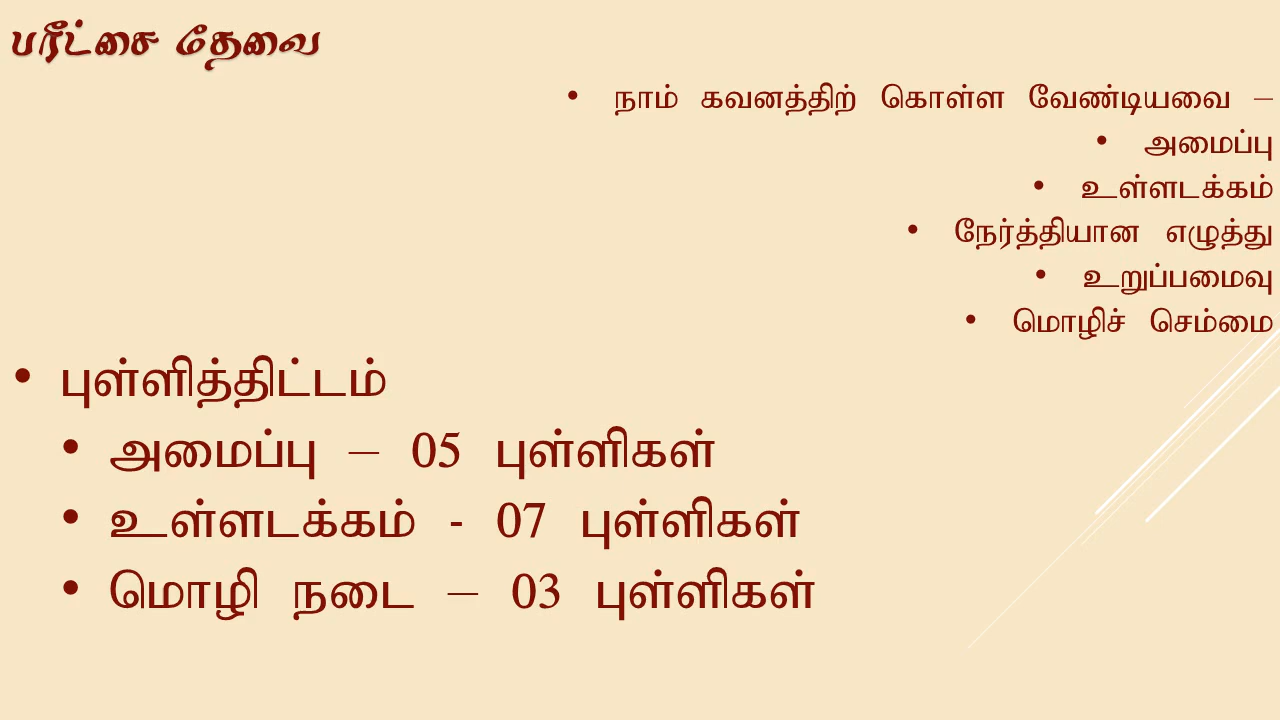 பரீட்சை தேவை
• நாம் கவனத்திற் கொள்ள வேண்டியவை –
• அமைப்பு
• உள்ளடக்கம்
• நேர்த்தியான எழுத்து
• உறுப்பமைவு
• மொழிச் செம்மை
• புள்ளித்திட்டம்
• அமைப்பு – 05 புள்ளிகள்
• உள்ளடக்கம் - 07 புள்ளிகள்
• மொழி நடை – 03 புள்ளிகள்